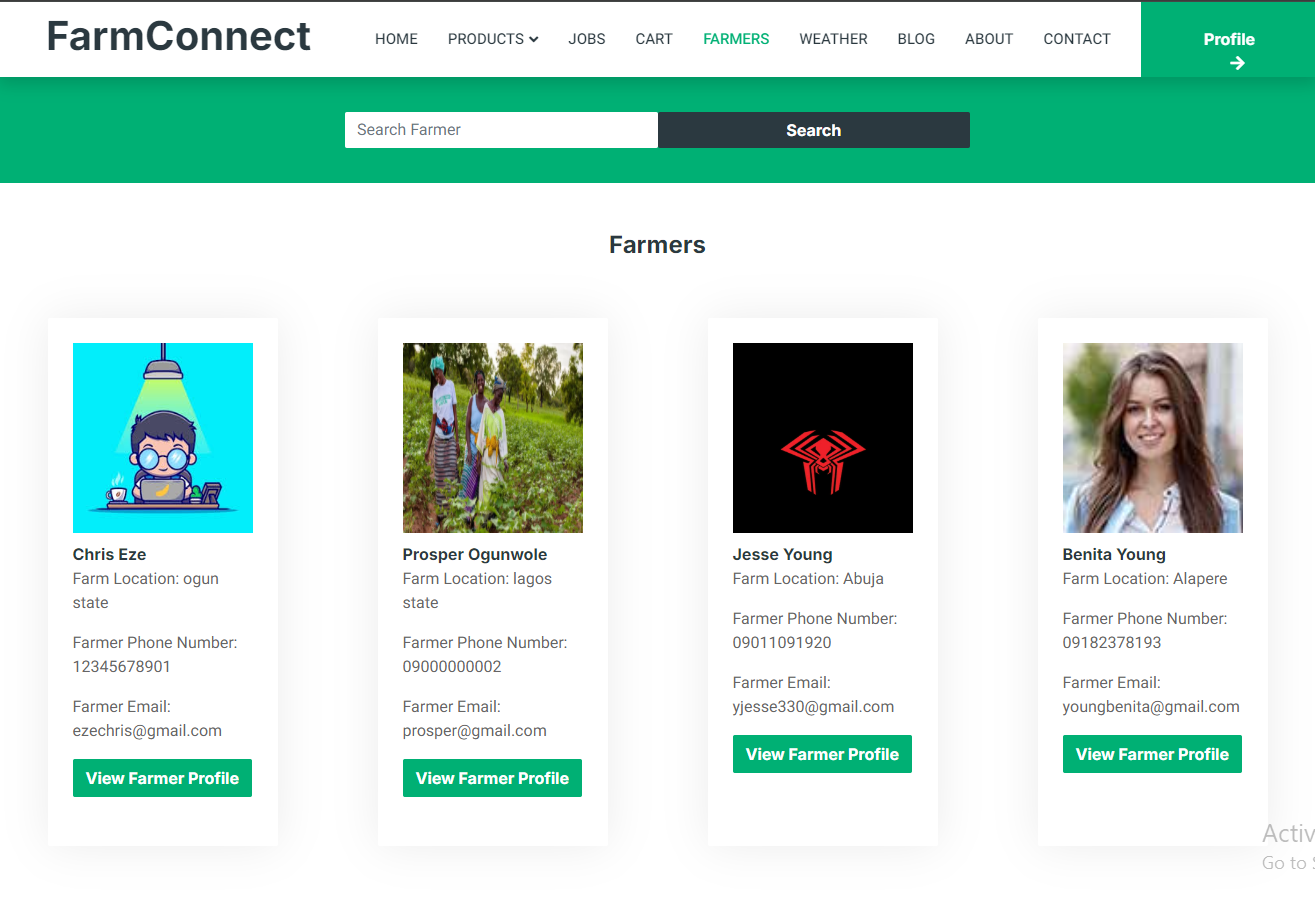 FarmConnect
HOME PRODUCTS JOBS CART FARMERS WEATHER BLOG ABOUT CONTACT
Profile
Search Farmer
Search
Farmers
Chris Eze
Farm Location: ogun
state
Farmer Phone Number:
12345678901
Farmer Email:
ezechris@gmail.com
View Farmer Profile
Prosper Ogunwole
Farm Location: lagos
state
Farmer Phone Number:
09000000002
Farmer Email:
prosper@gmail.com
View Farmer Profile
Jesse Young
Farm Location: Abuja
Farmer Phone Number:
09011091920
Farmer Email:
yjesse330@gmail.com
View Farmer Profile
Benita Young
Farm Location: Alapere
Farmer Phone Number:
09182378193
Farmer Email:
youngbenita@gmail.com
View Farmer Profile
Activ
Go to S